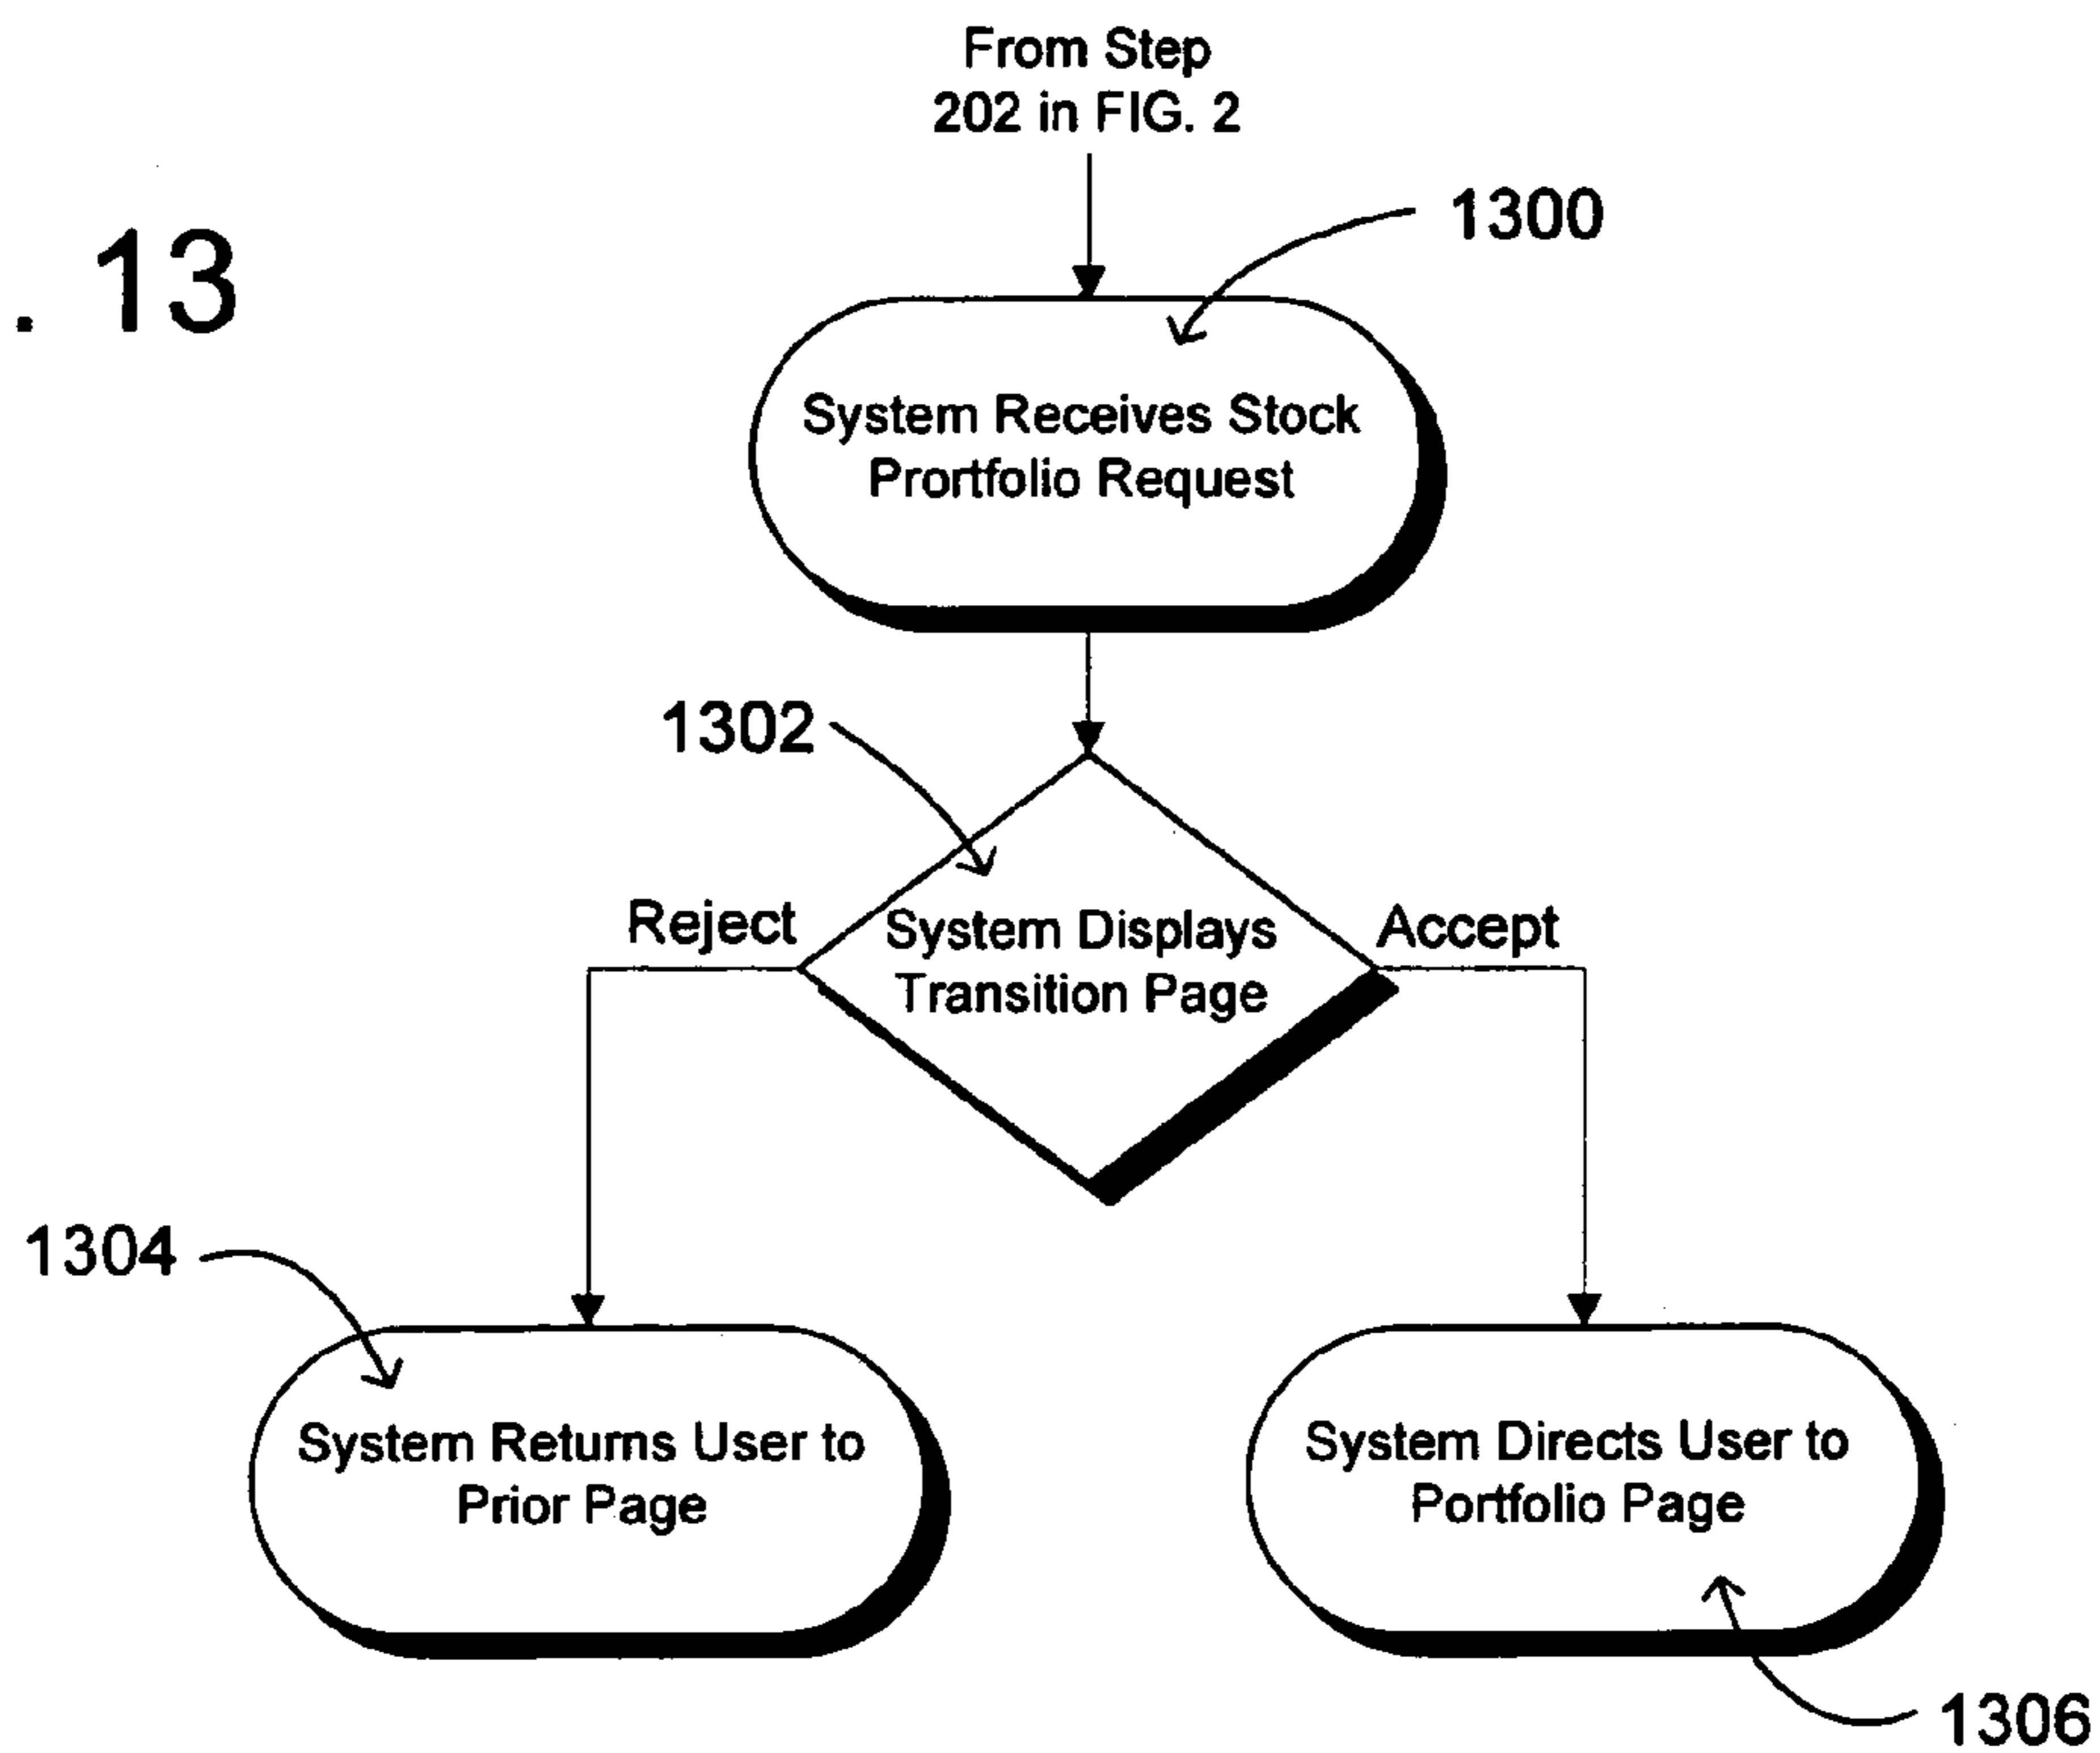 From Step
202 in FIG. 2
. 13
1300
System Receives Stock
Prortfolio Request
1302
Reject
System Displays
Transition Page
Accept
1304
System Returns User to
Prior Page
System Directs User to
Portfolio Page
1306